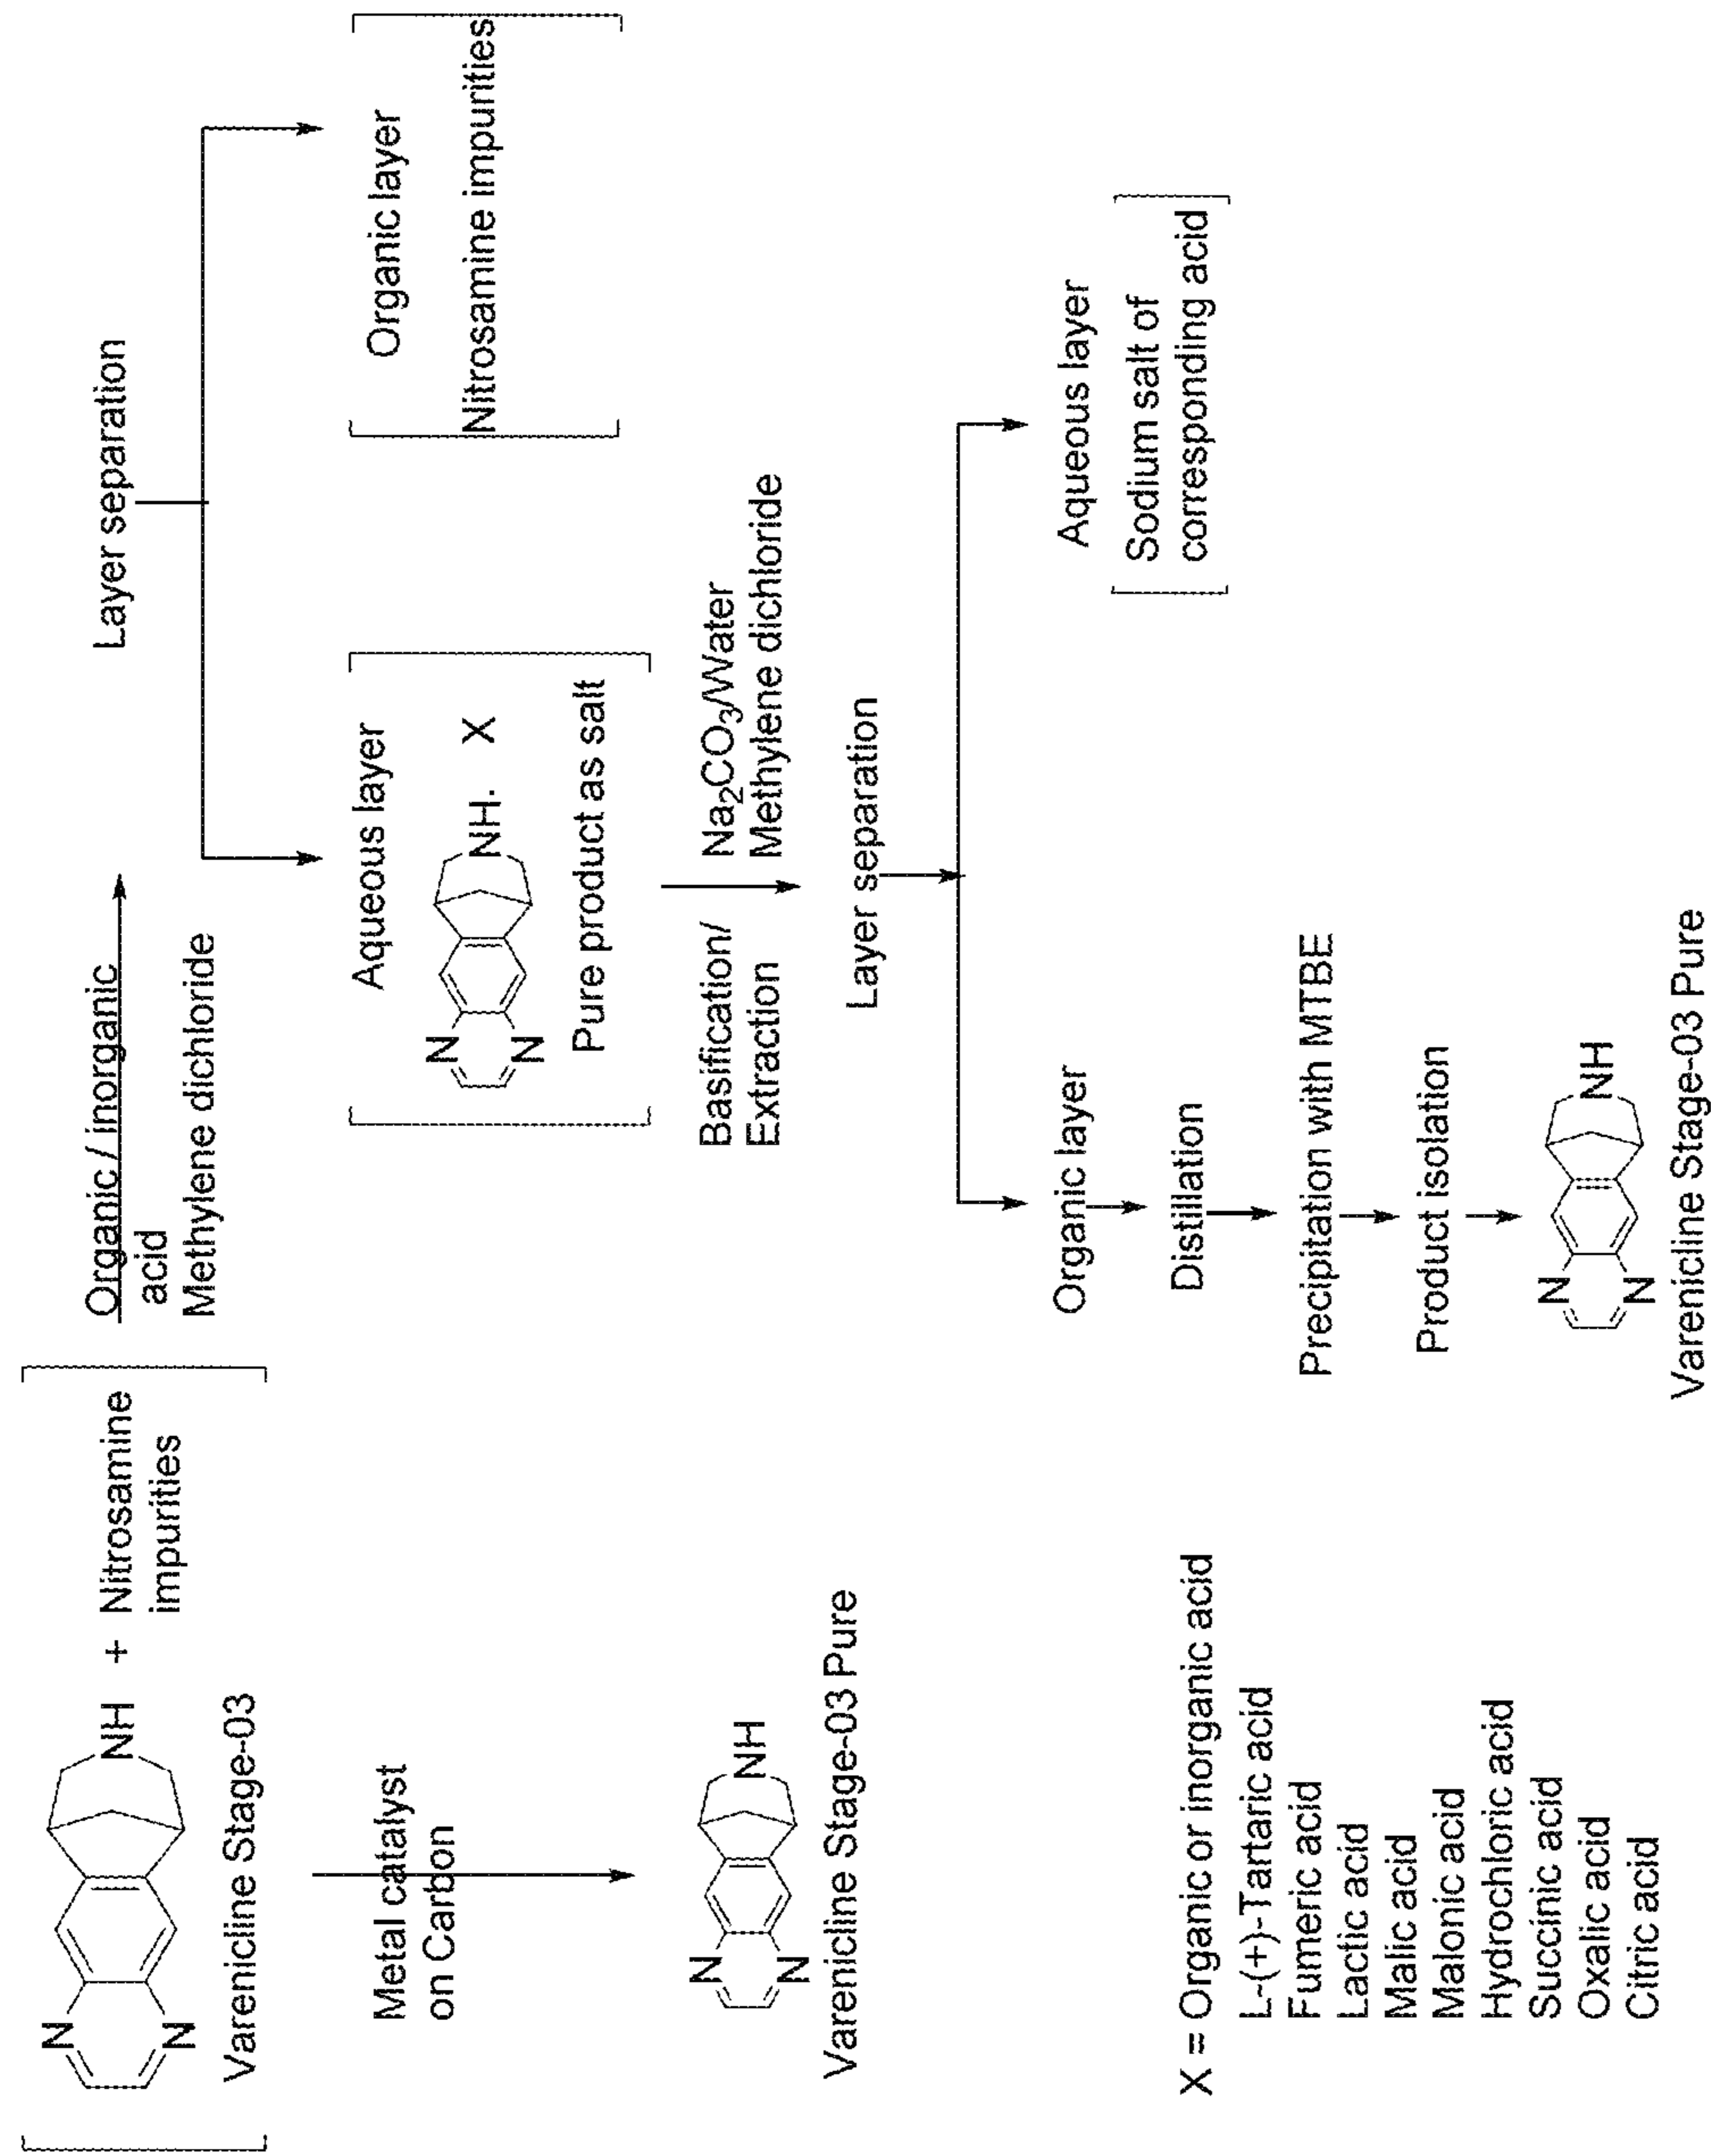 NH + Nitrosamine
impurities
N
N
Varenicline Stage-03
Organic / inorganic
acid
Methylene dichloride
Layer separation
Aqueous layer
N
N
NH. X
Pure product as salt
Organic layer
Nitrosamine impurities
Metal catalyst
on Carbon
N
N
NH
Varenicline Stage-03 Pure
Basification/
Extraction
Na2CO3/Water
Methylene dichloride
Layer separation
Organic layer
Distillation
Precipitation with MTBE
Product isolation
N
N
NH
Varenicline Stage-03 Pure
Aqueous layer
Sodium salt of
corresponding acid
X = Organic or inorganic acid
L-(+)-Tartaric acid
Fumeric acid
Lactic acid
Malic acid
Malonic acid
Hydrochloric acid
Succinic acid
Oxalic acid
Citric acid